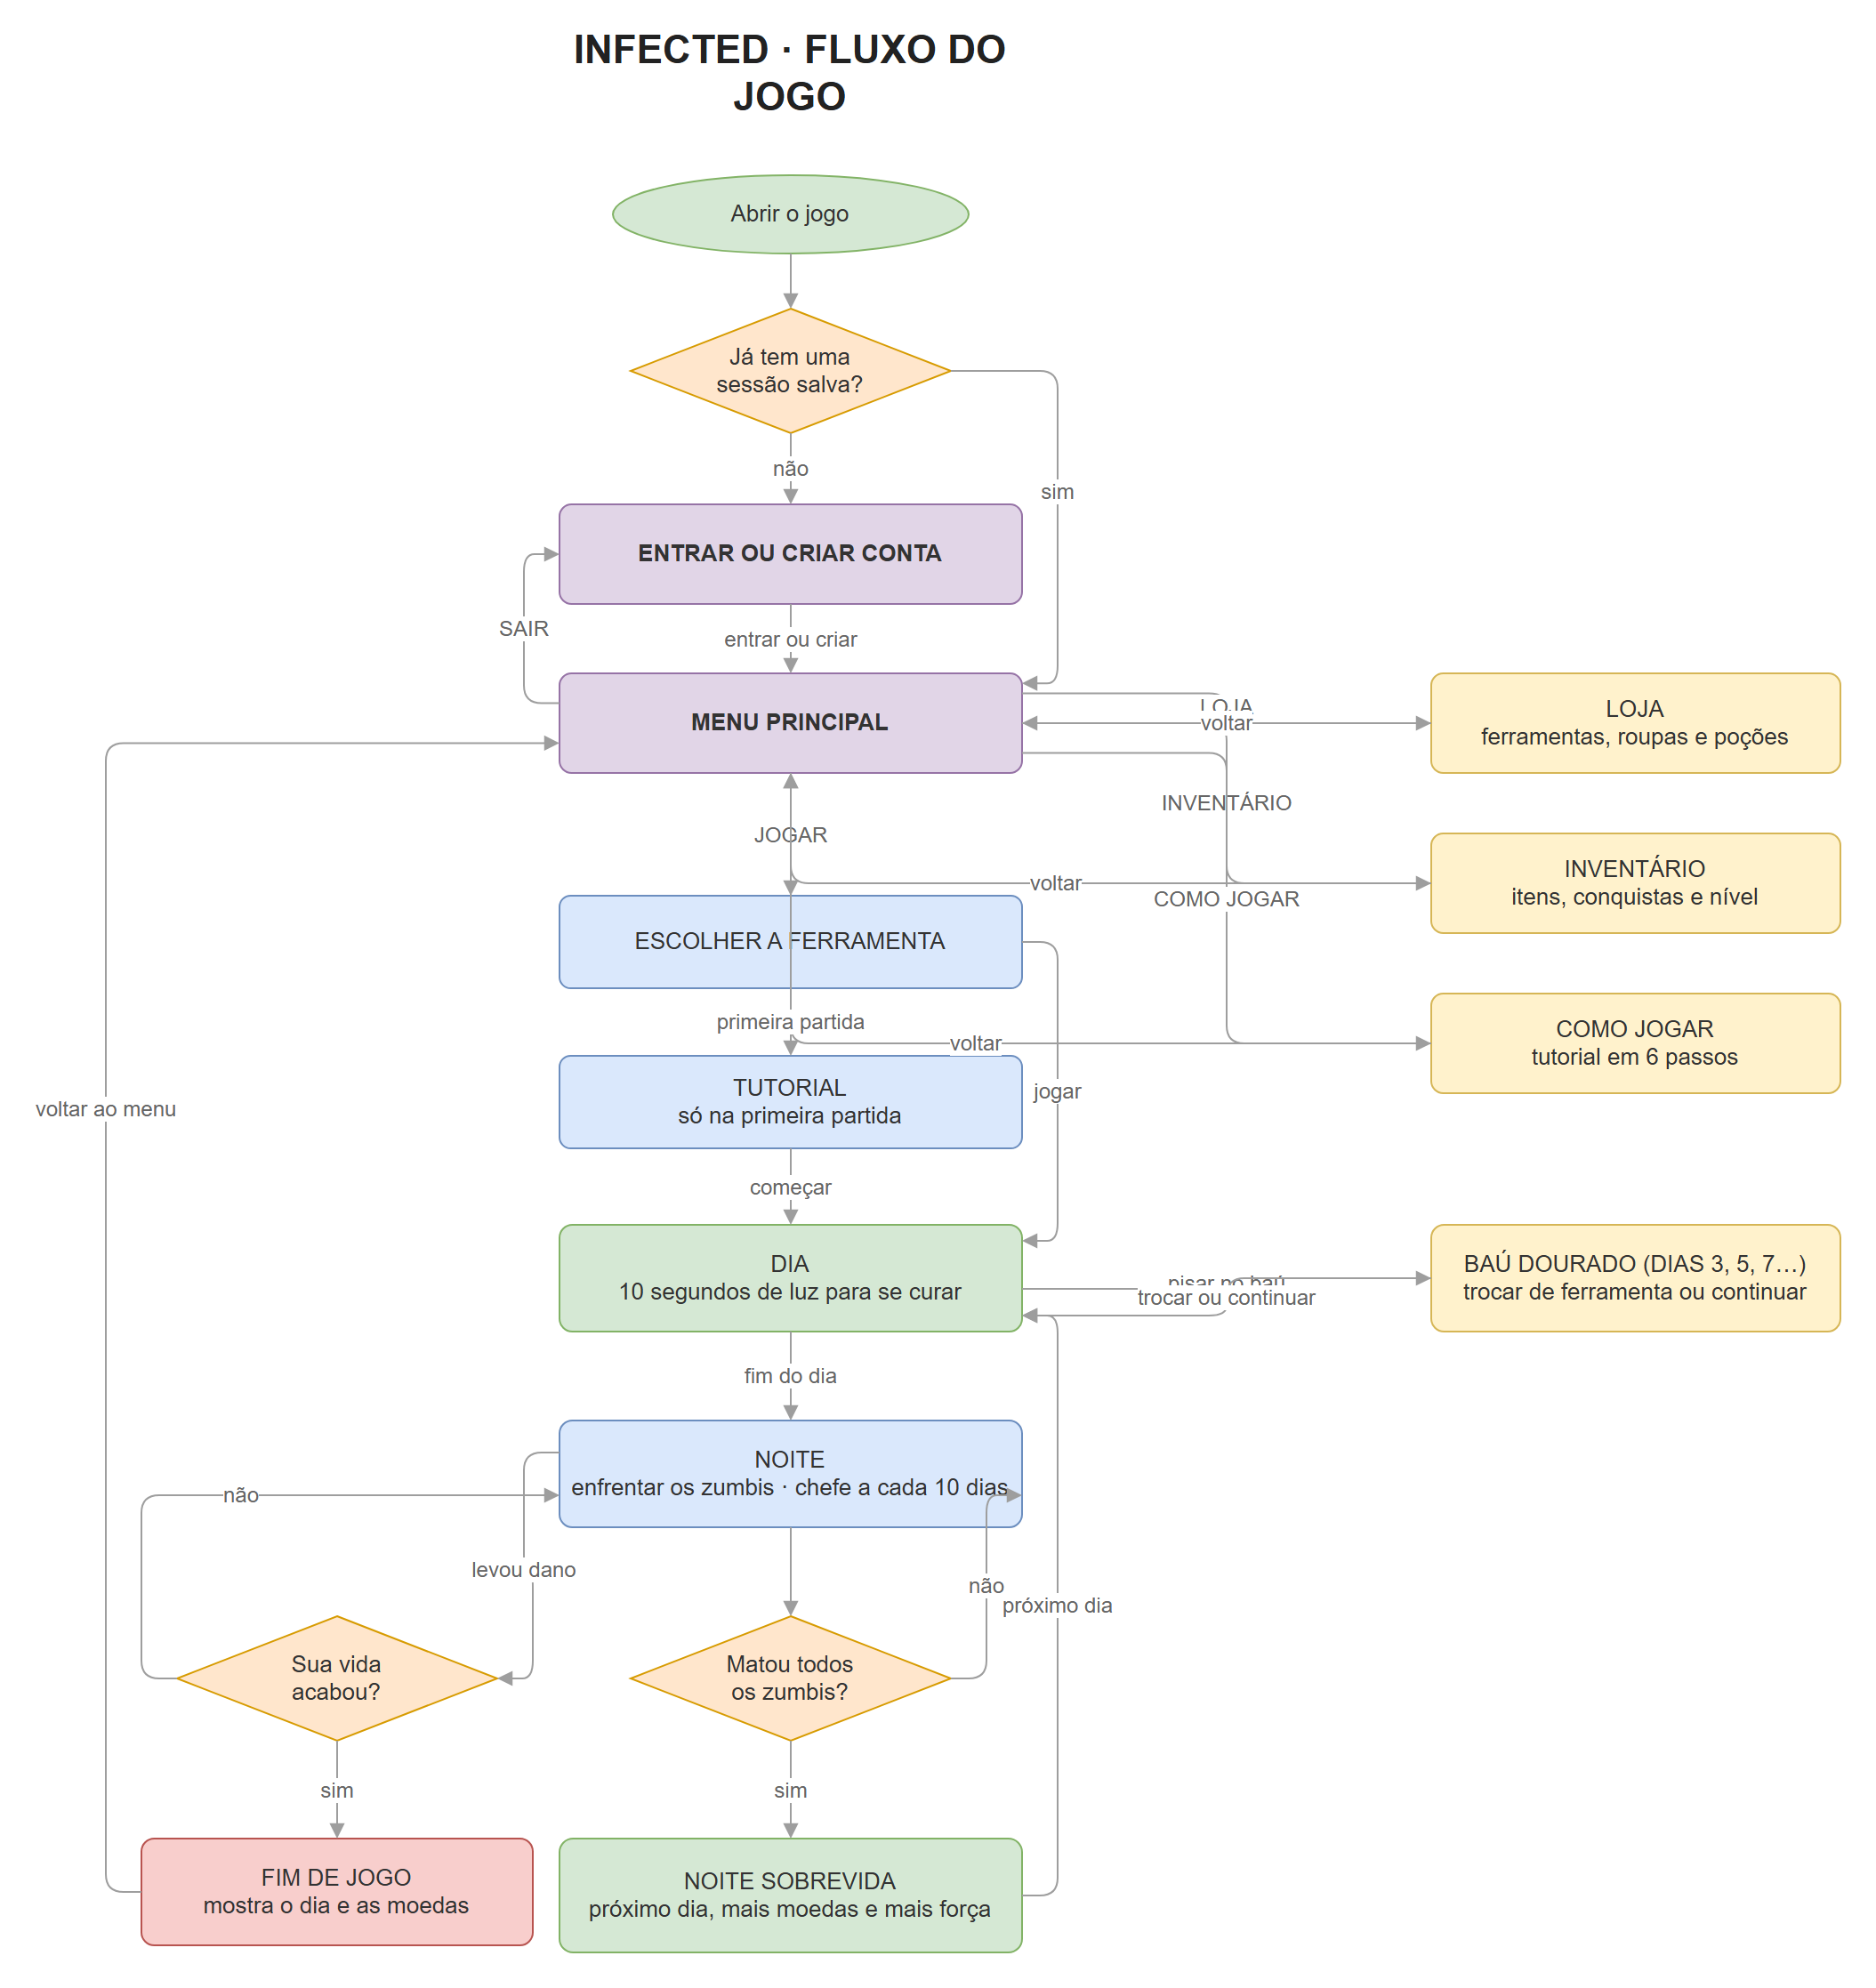 INFECTED · FLUXO DO
JOGO
Abrir o jogo
Já tem uma
sessão salva?
não
sim
ENTRAR OU CRIAR CONTA
SAIR
entrar ou criar
MENU PRINCIPAL
LOJA
voltar
LOJA
ferramentas, roupas e poções
INVENTÁRIO
JOGAR
voltar
INVENTÁRIO
itens, conquistas e nível
COMO JOGAR
ESCOLHER A FERRAMENTA
primeira partida
voltar
COMO JOGAR
tutorial em 6 passos
TUTORIAL
só na primeira partida
jogar
voltar ao menu
começar
DIA
10 segundos de luz para se curar
pisar no baú
trocar ou continuar
BAÚ DOURADO (DIAS 3, 5, 7...)
trocar de ferramenta ou continuar
fim do dia
NOITE
enfrentar os zumbis · chefe a cada 10 dias
não
levou dano
não
próximo dia
Sua vida
acabou?
Matou todos
os zumbis?
sim
sim
FIM DE JOGO
mostra o dia e as moedas
NOITE SOBREVIDA
próximo dia, mais moedas e mais força